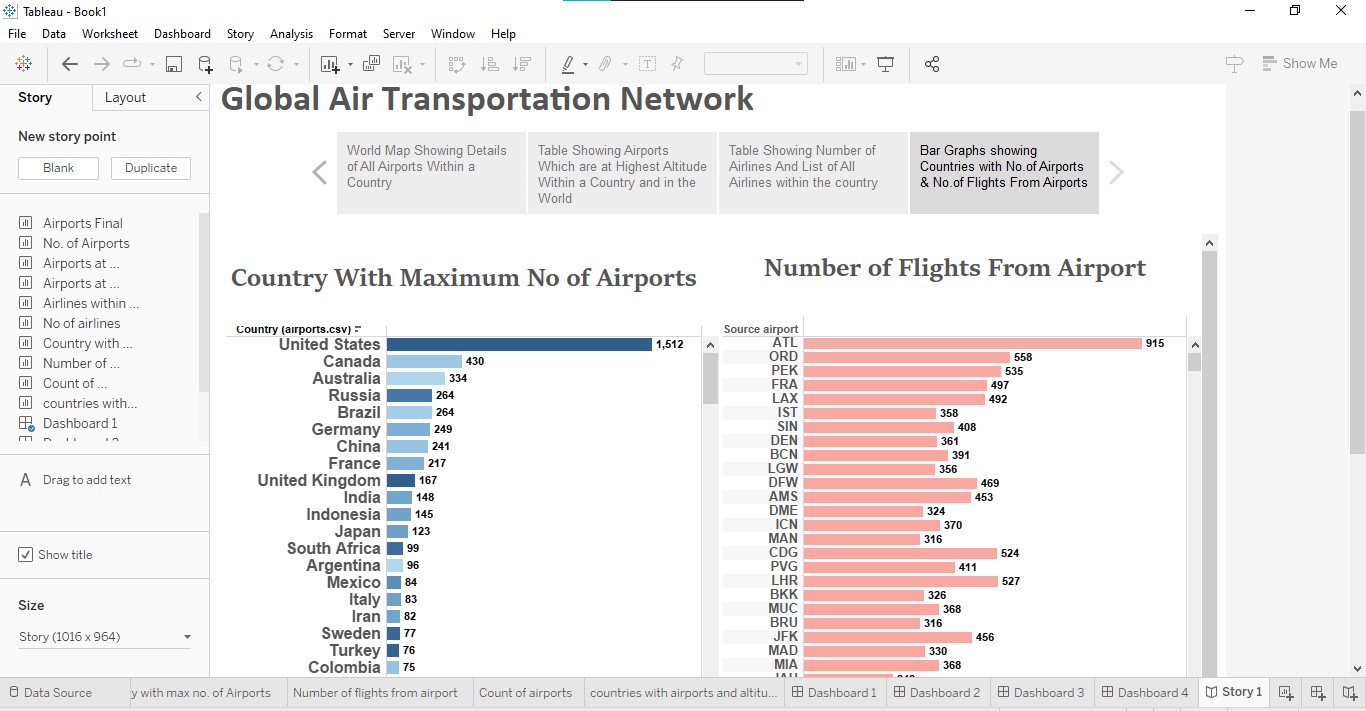 Tableau - Book1
File Data Worksheet Dashboard Story Analysis Format Server Window Help
Show Me
Story Layout
New story point
Blank Duplicate
Airports Final
No. of Airports
Airports at ...
Airports at ...
Airlines within ...
No of airlines
Country with ...
Number of ...
Count of ...
countries with...
Dashboard 1
A Drag to add text
Show title
Size
Story (1016 x 964)
Global Air Transportation Network
World Map Showing Details
of All Airports Within a
Country
Table Showing Airports
Which are at Highest Altitude
Within a Country and in the
World
Table Showing Number of
Airlines And List of All
Airlines within the country
Bar Graphs showing
Countries with No.of Airports
& No.of Flights From Airports
Country With Maximum No of Airports
Country (airports.csv)
United States 1,512
Canada 430
Australia 334
Russia 264
Brazil 264
Germany 249
China 241
France 217
United Kingdom 167
India 148
Indonesia 145
Japan 123
South Africa 99
Argentina 96
Mexico 84
Italy 83
Iran 82
Sweden 77
Turkey 76
Colombia 75
Number of Flights From Airport
Source airport
ATL 915
ORD 558
PEK 535
FRA 497
LAX 492
IST 358
SIN 408
DEN 361
BCN 391
LGW 356
DFW 469
AMS 453
DME 324
ICN 370
MAN 316
CDG 524
PVG 411
LHR 527
BKK 326
MUC 368
BRU 316
JFK 456
MAD 330
MIA 368
Data Source y with max no. of Airports Number of flights from airport Count of airports countries with airports and altitu... Dashboard 1 Dashboard 2 Dashboard 3 Dashboard 4 Story 1